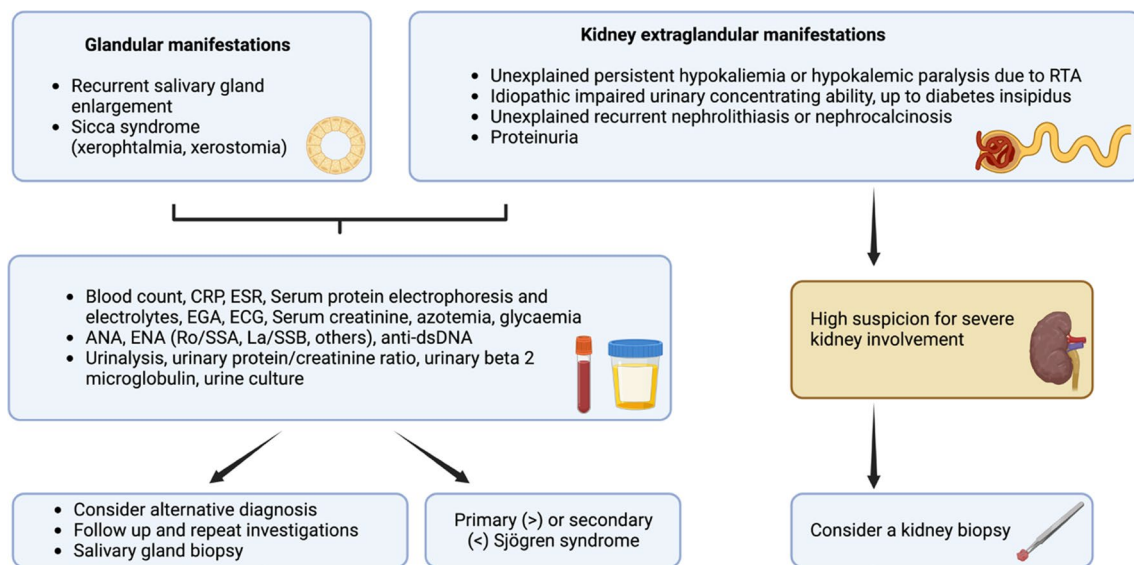 Glandular manifestations
• Recurrent salivary gland
enlargement
• Sicca syndrome
(xerophtalmia, xerostomia)
Kidney extraglandular manifestations
• Unexplained persistent hypokaliemia or hypokalemic paralysis due to RTA
• Idiopathic impaired urinary concentrating ability, up to diabetes insipidus
• Unexplained recurrent nephrolithiasis or nephrocalcinosis
• Proteinuria
• Blood count, CRP, ESR, Serum protein electrophoresis and
electrolytes, EGA, ECG, Serum creatinine, azotemia, glycaemia
• ANA, ENA (Ro/SSA, La/SSB, others), anti-dsDNA
• Urinalysis, urinary protein/creatinine ratio, urinary beta 2
microglobulin, urine culture
High suspicion for severe
kidney involvement
• Consider alternative diagnosis
• Follow up and repeat investigations
• Salivary gland biopsy
Primary (>) or secondary
(<) Sjögren syndrome
Consider a kidney biopsy